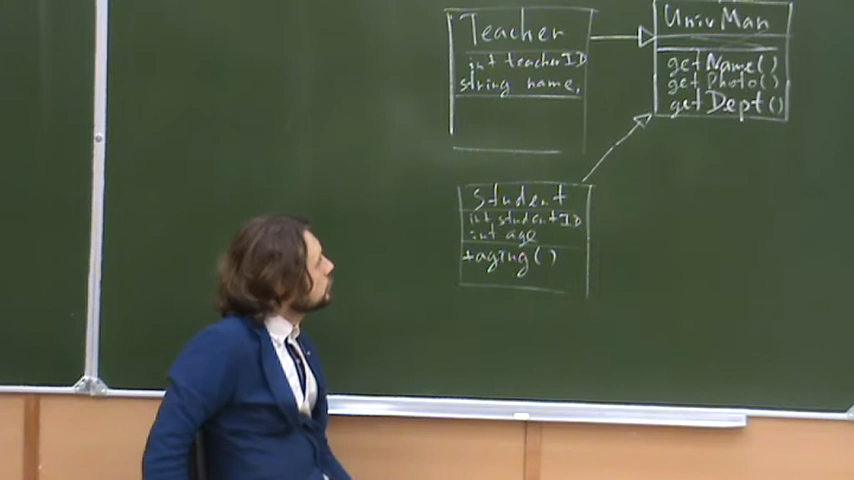 Teacher
int teacherID
string name,
UnivMan
getName()
getPhoto()
getDept()
Student
int studentID
int age
+aging()